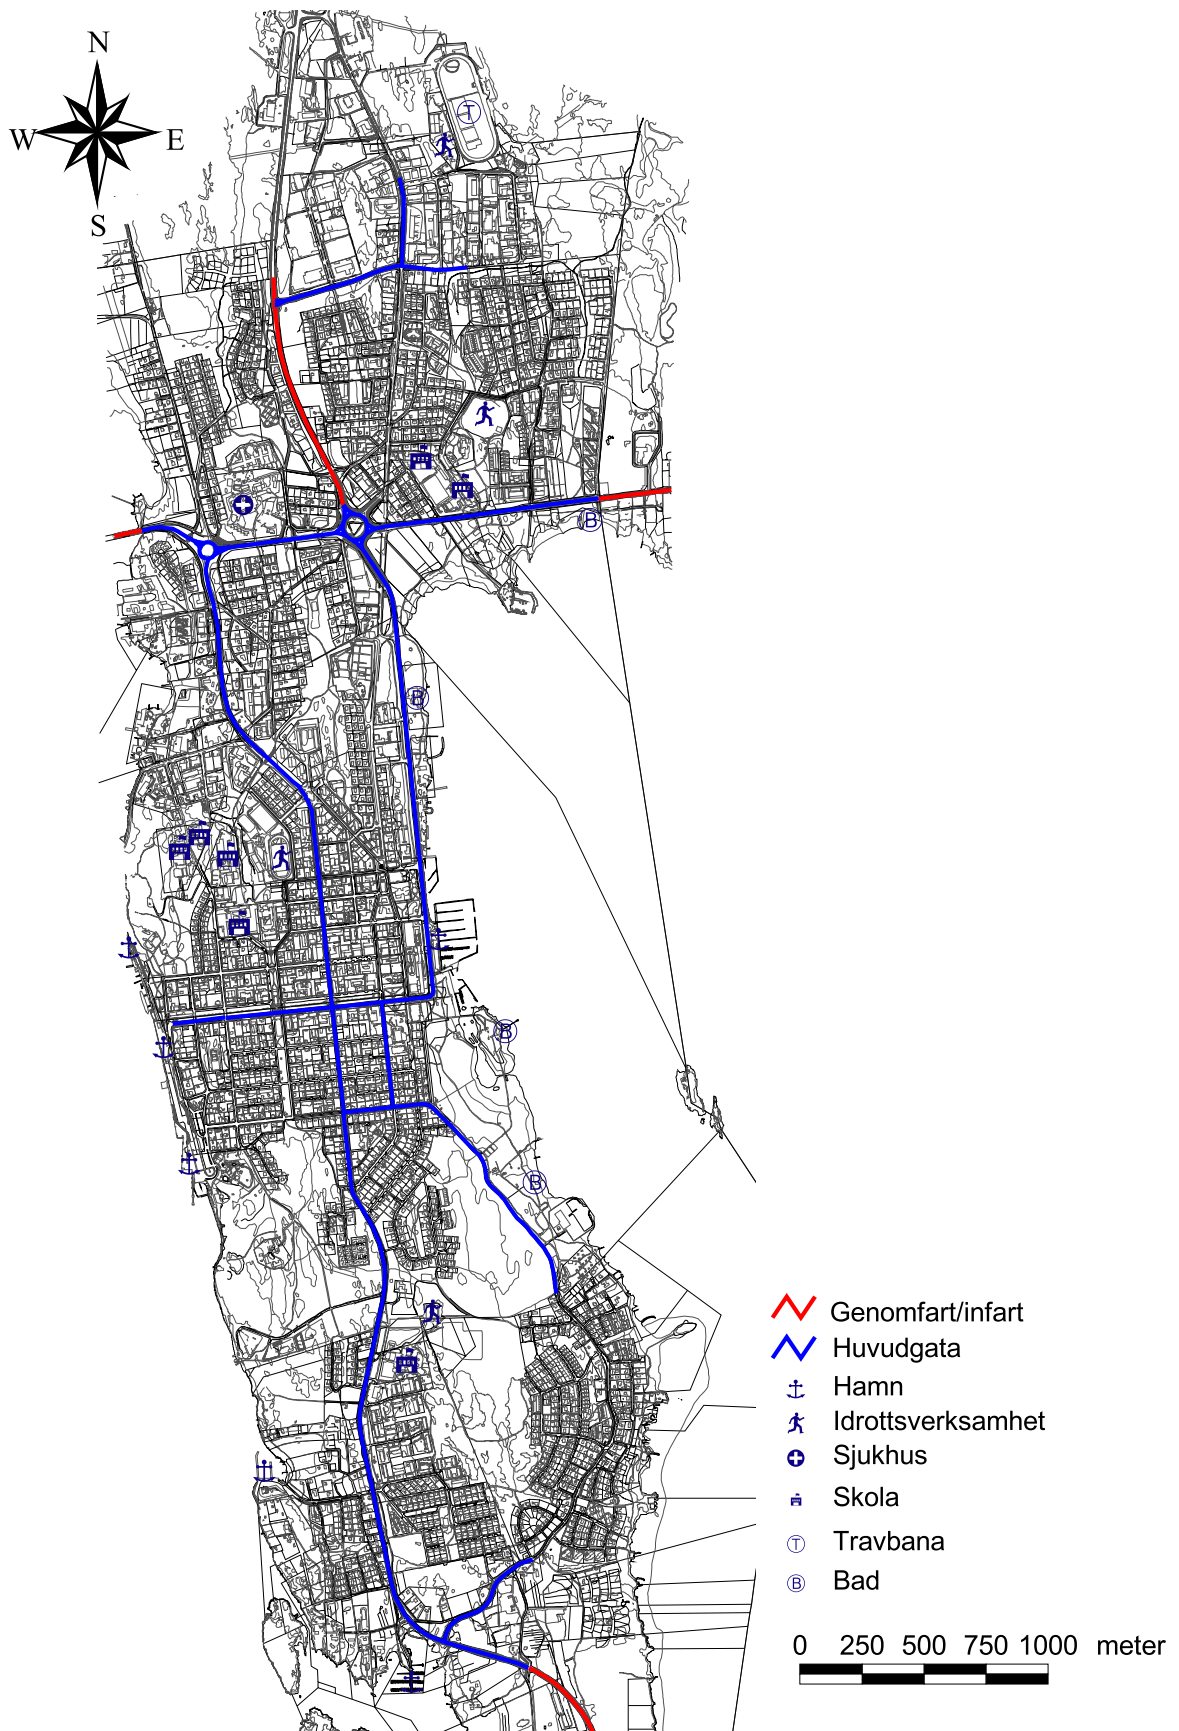 N
W E
S
T
B
B
B
B
Genomfart/infart
Huvudgata
Hamn
Idrottsverksamhet
Sjukhus
Skola
T Travbana
B Bad
0 250 500 750 1000 meter